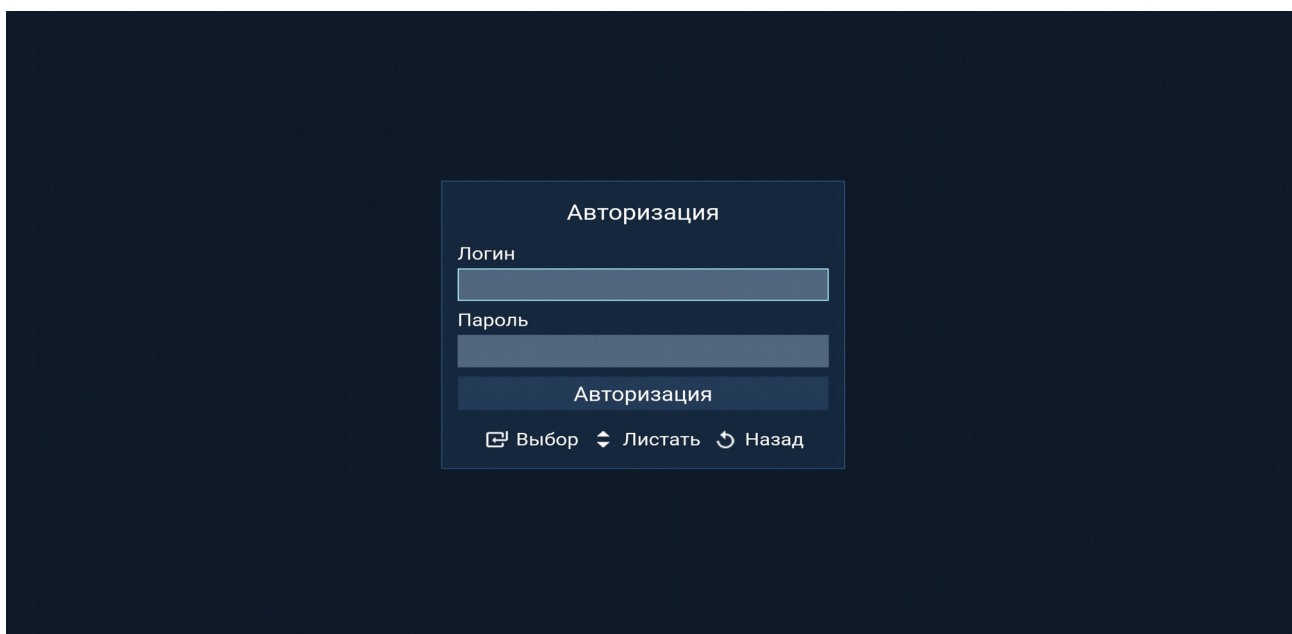 Авторизация
Логин
Пароль
Авторизация
Выбор Листать Назад